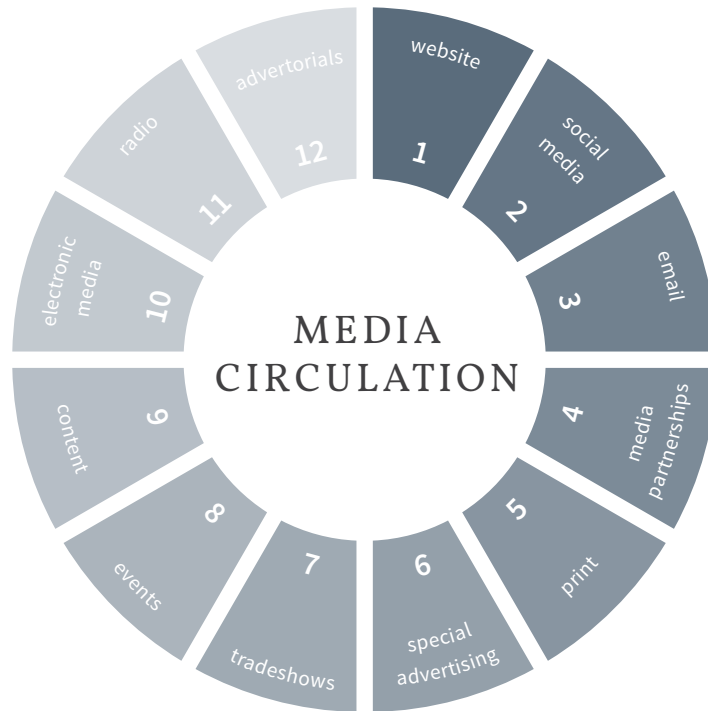 MEDIA
CIRCULATION
website
1
social
media
2
email
3
media
partnerships
4
print
5
special
advertising
6
tradeshows
7
events
8
content
9
electronic
media
10
radio
11
advertorials
12